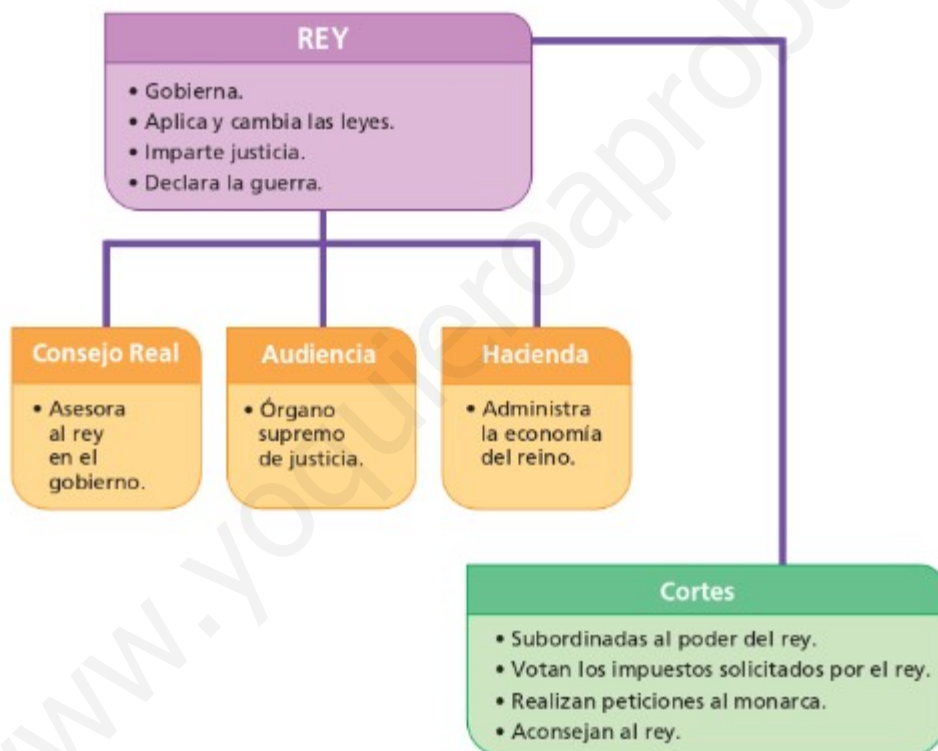 REY
• Gobierna.
• Aplica y cambia las leyes.
• Imparte justicia.
• Declara la guerra.
Consejo Real
• Asesora
al rey
en el
gobierno.
Audiencia
• Órgano
supremo
de justicia.
Hacienda
• Administra
la economía
del reino.
Cortes
• Subordinadas al poder del rey.
• Votan los impuestos solicitados por el rey.
• Realizan peticiones al monarca.
• Aconsejan al rey.
www.yoquieroaproba